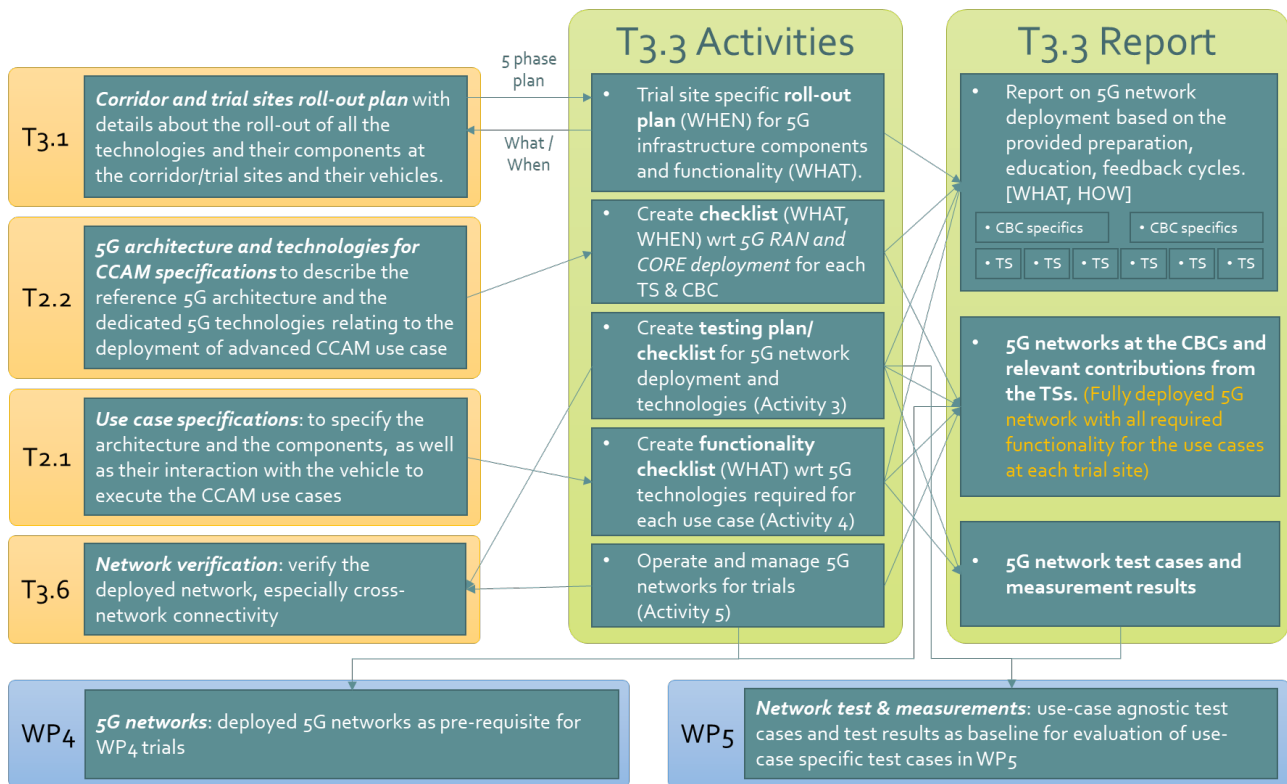 T3.3 Activities
T3.3 Report
5 phase
plan
What /
When
T3.1
Corridor and trial sites roll-out plan with
details about the roll-out of all the
technologies and their components at
the corridor/trial sites and their vehicles.
T2.2
5G architecture and technologies for
CCAM specifications to describe the
reference 5G architecture and the
dedicated 5G technologies relating to the
deployment of advanced CCAM use case
T2.1
Use case specifications: to specify the
architecture and the components, as well
as their interaction with the vehicle to
execute the CCAM use cases
T3.6
Network verification: verify the
deployed network, especially cross-
network connectivity
• Trial site specific roll-out
plan (WHEN) for 5G
infrastructure components
and functionality (WHAT).
• Create checklist (WHAT,
WHEN) wrt 5G RAN and
CORE deployment for each
TS & CBC
• Create testing plan/
checklist for 5G network
deployment and
technologies (Activity 3)
• Create functionality
checklist (WHAT) wrt 5G
technologies required for
each use case (Activity 4)
• Operate and manage 5G
networks for trials
(Activity 5)
• Report on 5G network
deployment based on the
provided preparation,
education, feedback cycles.
[WHAT, HOW]
• CBC specifics
• CBC specifics
• TS
• TS
• TS
• TS
• TS
• TS
• 5G networks at the CBCs and
relevant contributions from
the TSs. (Fully deployed 5G
network with all required
functionality for the use cases
at each trial site)
• 5G network test cases and
measurement results
WP4
5G networks: deployed 5G networks as pre-requisite for
WP4 trials
WP5
Network test & measurements: use-case agnostic test
cases and test results as baseline for evaluation of use-
case specific test cases in WP5